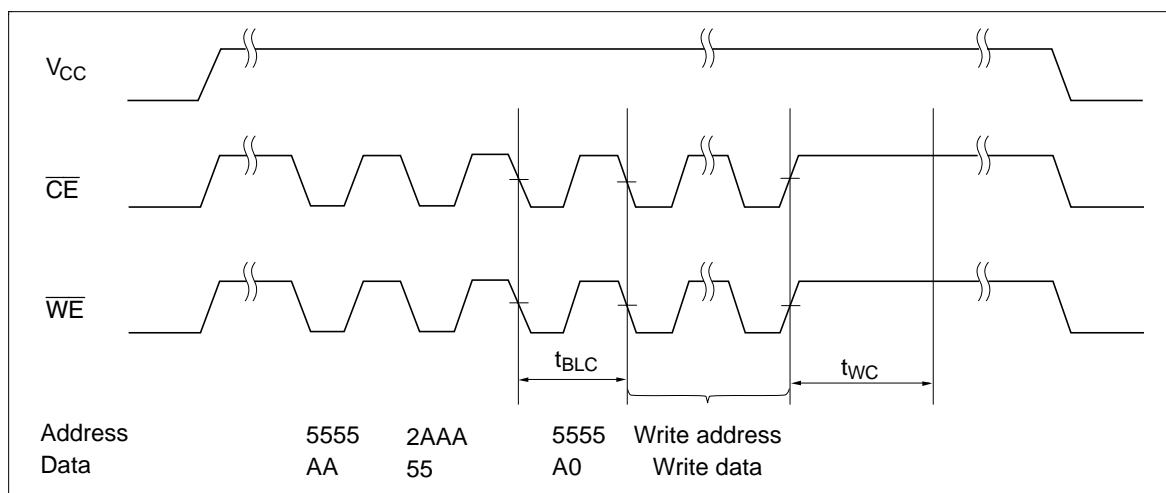 VCC
CE
WE
tBLC
tWC
Address 5555 2AAA 5555 Write address
Data AA 55 A0 Write data